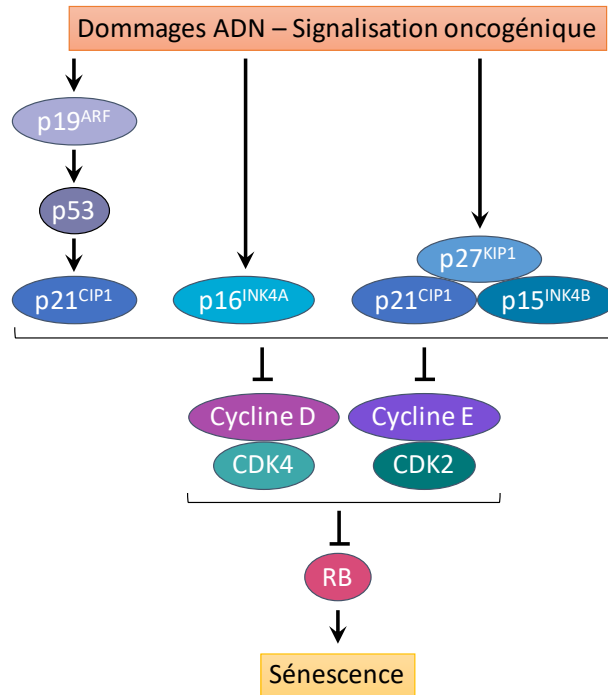 Dommages ADN – Signalisation oncogénique
p19ARF
p53
p27KIP1
p21CIP1 p16INK4A p21CIP1 p15INK4B
Cycline D Cycline E
CDK4 CDK2
RB
Sénescence